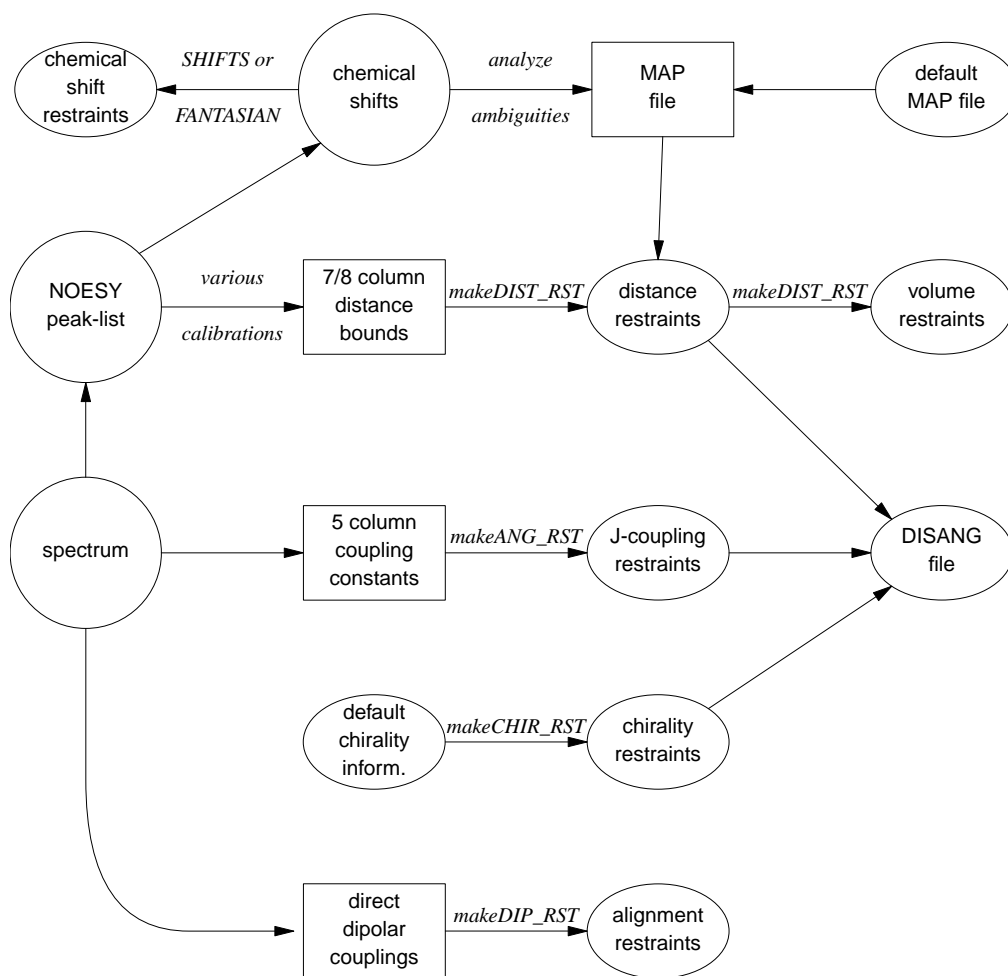 chemical
shift
restraints
SHIFTS or
FANTASIAN
chemical
shifts
analyze
ambiguities
MAP
file
default
MAP file
NOESY
peak-list
various
calibrations
7/8 column
distance
bounds
makeDIST_RST
distance
restraints
makeDIST_RST
volume
restraints
spectrum
5 column
coupling
constants
makeANG_RST
J-coupling
restraints
DISANG
file
default
chirality
inform.
makeCHIR_RST
chirality
restraints
direct
dipolar
couplings
makeDIP_RST
alignment
restraints